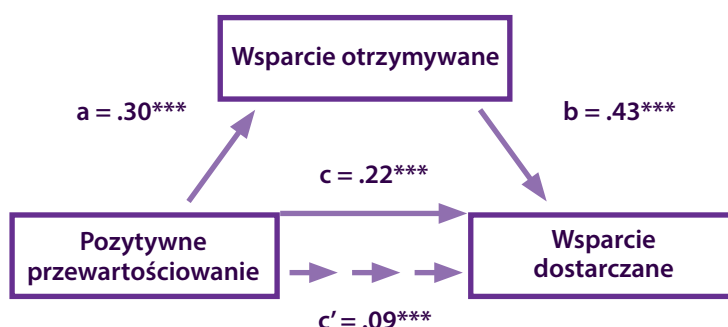 Wsparcie otrzymywane
a = .30***
b = .43***
c = .22***
Pozytywne
przewartościowanie
Wsparcie
dostarczane
c' = .09***